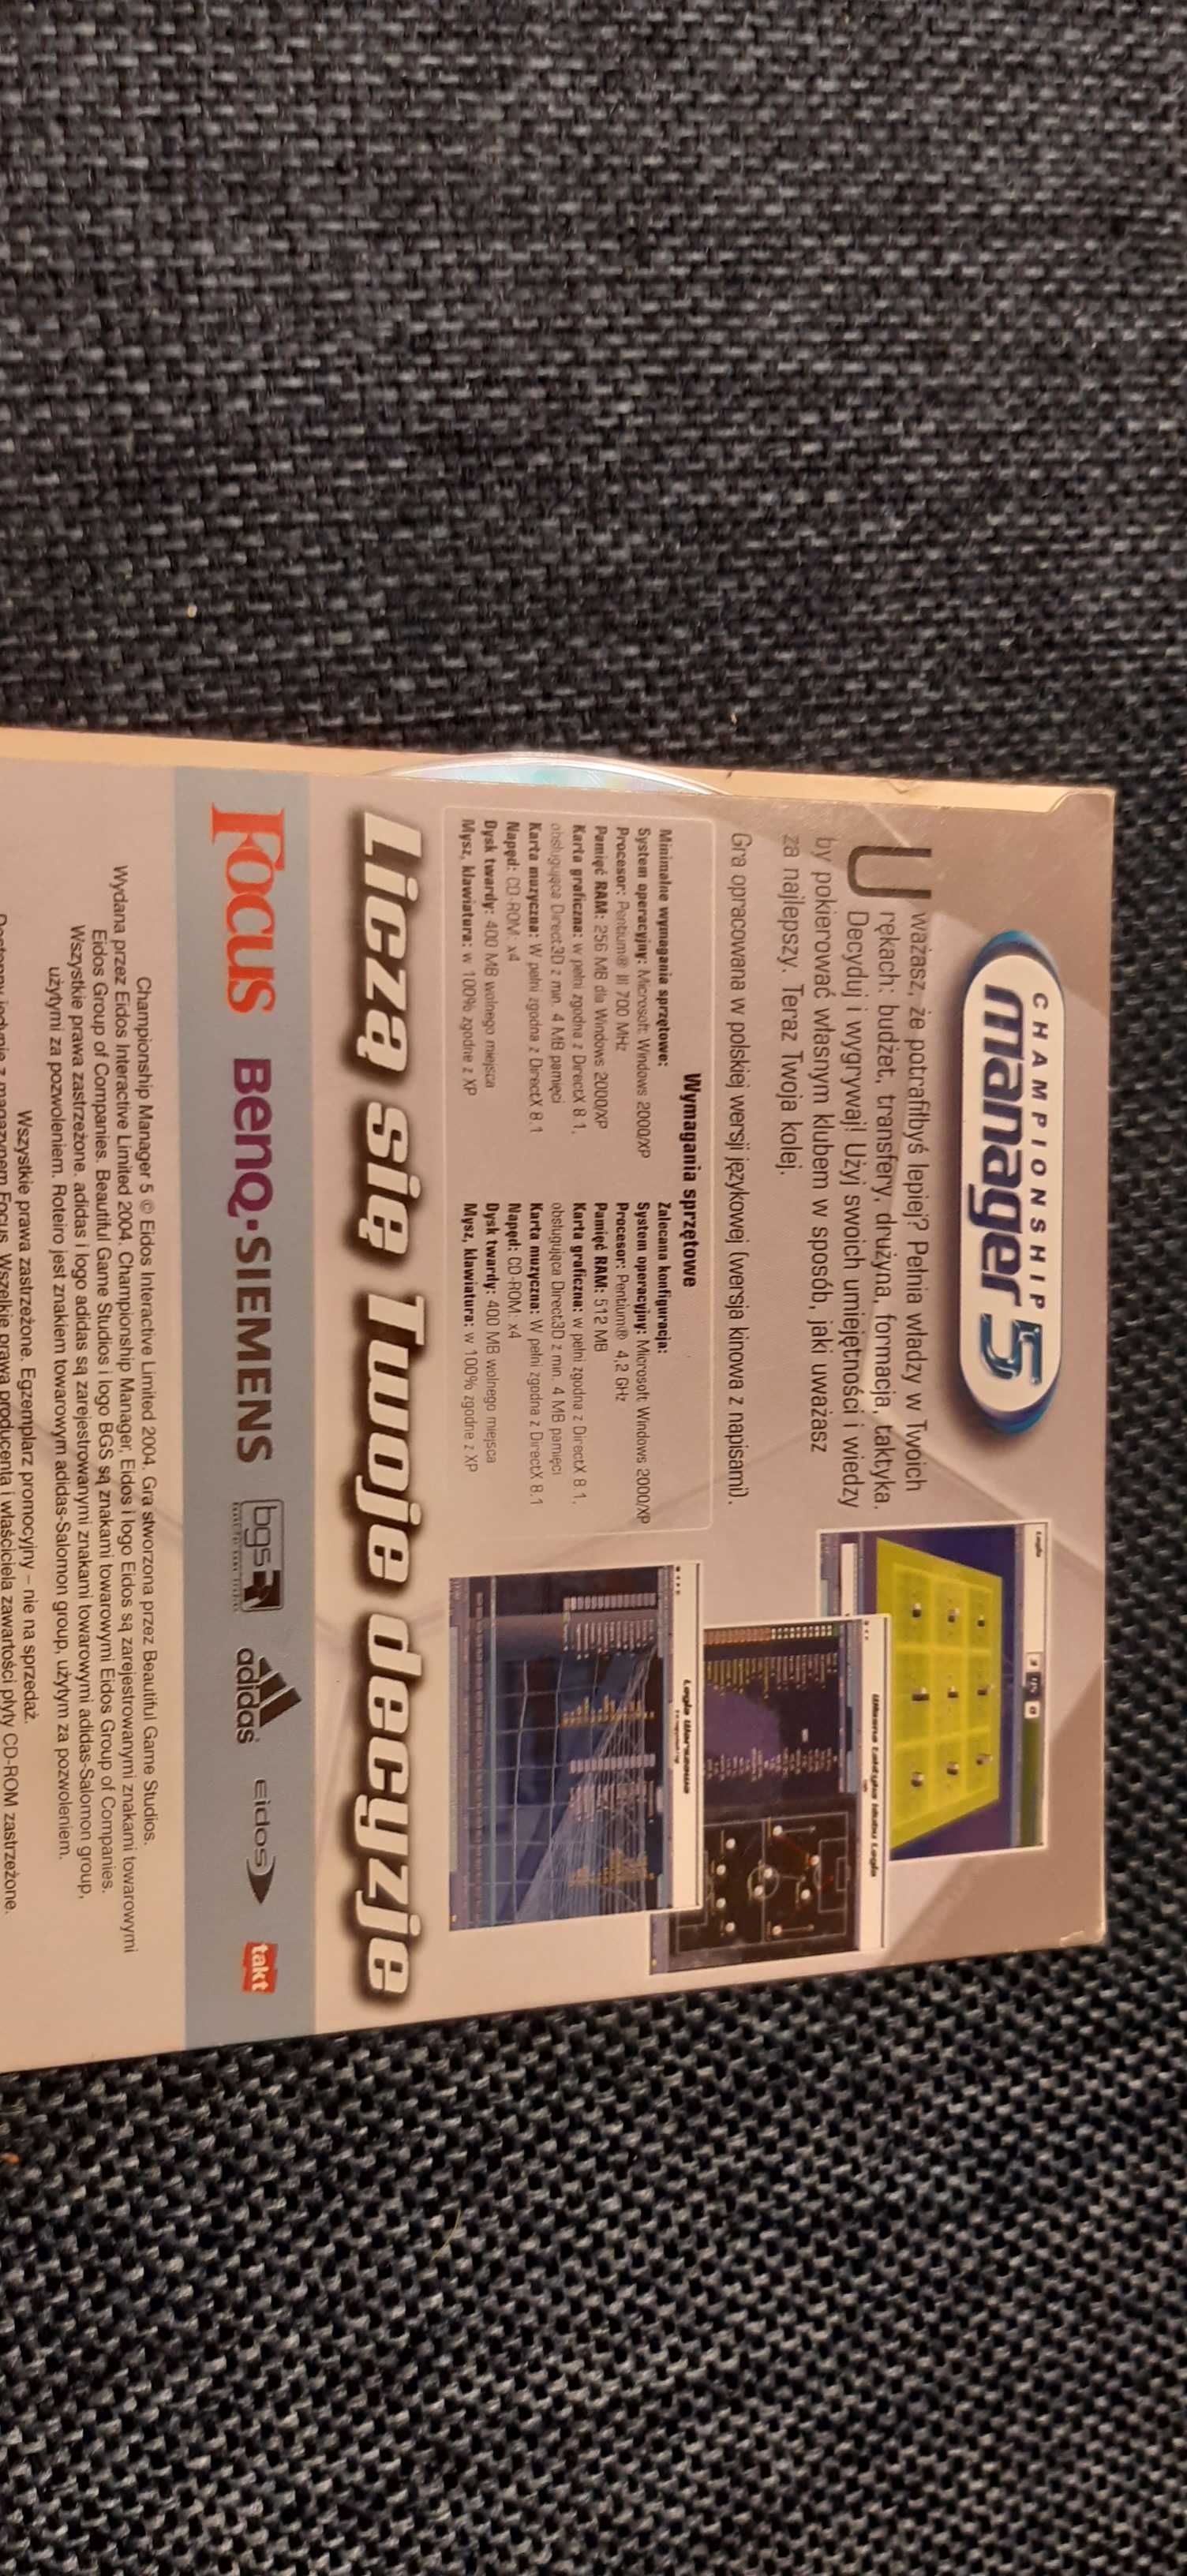 CHAMPIONSHIP
manager 5
Uważasz, że potrafiłbyś lepiej? Pełnia władzy w Twoich
rękach: budżet, transfery, drużyna, formacja, taktyka.
Decyduj i wygrywaj! Użyj swoich umiejętności i wiedzy
by pokierować własnym klubem w sposób, jaki uważasz
za najlepszy. Teraz Twoja kolej.
Gra opracowana w polskiej wersji językowej (wersja kinowa z napisami).
Wymagania sprzętowe
Minimalne wymagania sprzętowe:
System operacyjny: Microsoft Windows 2000/XP
Procesor: Pentium® III 700 MHz
Pamięć RAM: 256 MB dla Windows 2000/XP
Karta graficzna: w pełni zgodna z DirectX 8.1,
obsługująca Direct3D z min. 4 MB pamięci
Karta muzyczna: W pełni zgodna z DirectX 8.1
Napęd: CD-ROM: x4
Dysk twardy: 400 MB wolnego miejsca
Mysz, klawiatura: w 100% zgodne z XP
Zalecana konfiguracja:
System operacyjny: Microsoft Windows 2000/XP
Procesor: Pentium® 4,2 GHz
Pamięć RAM: 512 MB
Karta graficzna: w pełni zgodna z DirectX 8.1,
obsługująca Direct3D z min. 4 MB pamięci
Karta muzyczna: W pełni zgodna z DirectX 8.1
Napęd: CD-ROM: x4
Dysk twardy: 400 MB wolnego miejsca
Mysz, klawiatura: w 100% zgodne z XP
Legia
Własna taktyka klubu Legia
Legia Warszawa
Liczą się Twoje decyzje
FOCUS BenQ•SIEMENS bgs adidas Eidos takt
Championship Manager 5 © Eidos Interactive Limited 2004. Gra stworzona przez Beautiful Game Studios.
Wydana przez Eidos Interactive Limited 2004. Championship Manager, Eidos i logo Eidos są zarejestrowanymi znakami towarowymi
Eidos Group of Companies. Beautiful Game Studios i logo BGS są znakami towarowymi Eidos Group of Companies.
Wszystkie prawa zastrzeżone. adidas i logo adidas są zarejestrowanymi znakami towarowymi adidas-Salomon group,
użytymi za pozwoleniem. Roteiro jest znakiem towarowym adidas-Salomon group, użytym za pozwoleniem.
Wszystkie prawa zastrzeżone. Egzemplarz promocyjny – nie na sprzedaż.
Dostępny jedynie z magazynem Focus. Wszelkie prawa producenta i właściciela zawartości płyty CD-ROM zastrzeżone.